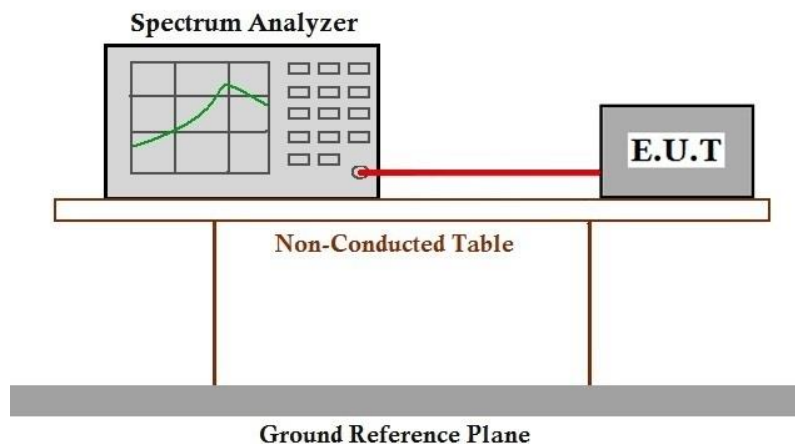 Spectrum Analyzer
E.U.T
Non-Conducted Table
Ground Reference Plane